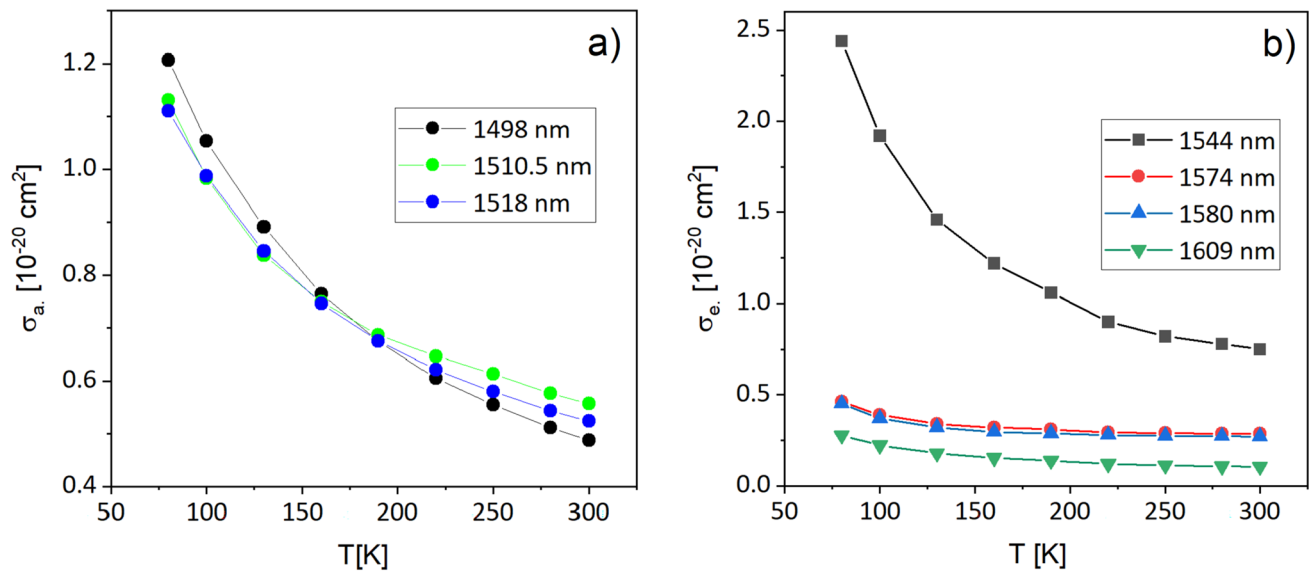 a)
1.2
1.0
0.8
0.6
0.4
σa. [10-20 cm2]
1498 nm
1510.5 nm
1518 nm
50 100 150 200 250 300
T[K]
b)
2.5
2.0
1.5
1.0
0.5
0.0
σe. [10-20 cm2]
1544 nm
1574 nm
1580 nm
1609 nm
50 100 150 200 250 300
T [K]